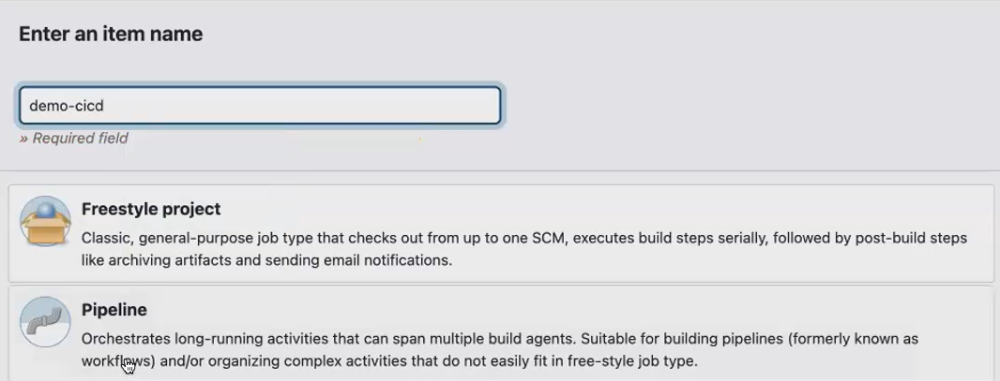 Enter an item name
demo-cicd
» Required field
Freestyle project
Classic, general-purpose job type that checks out from up to one SCM, executes build steps serially, followed by post-build steps
like archiving artifacts and sending email notifications.
Pipeline
Orchestrates long-running activities that can span multiple build agents. Suitable for building pipelines (formerly known as
workflows) and/or organizing complex activities that do not easily fit in free-style job type.